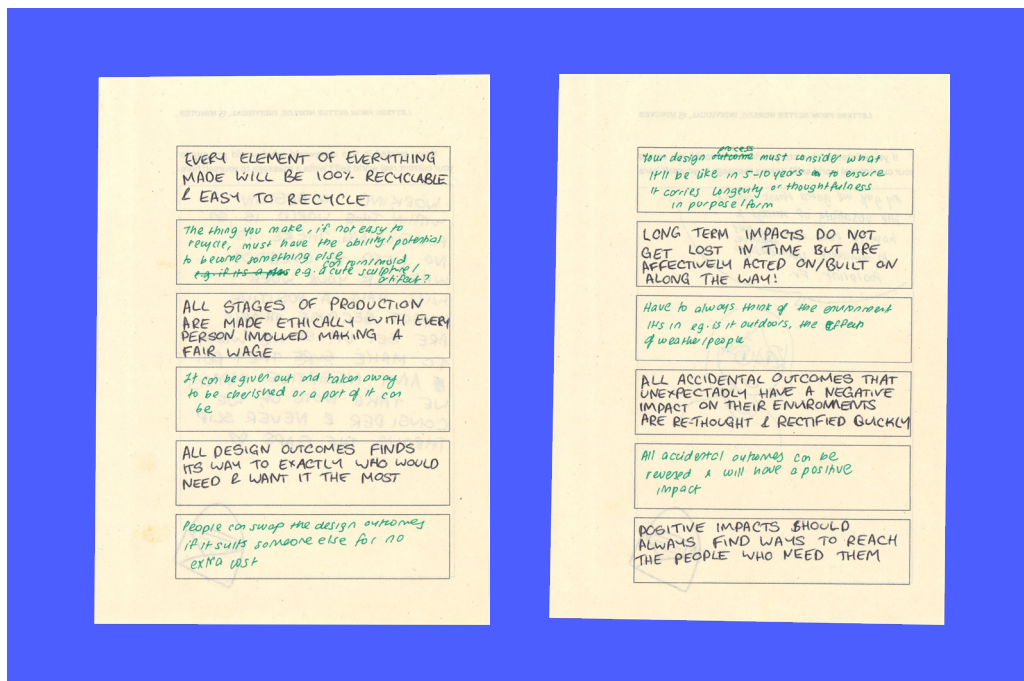 EVERY ELEMENT OF EVERYTHING
MADE WILL BE 100% RECYCLABLE
& EASY TO RECYCLE
The thing you make, if not easy to
recycle, must have the ability/potential
to become something else
can turn/mold
e.g. if its a e.g. a cute sculpture/
artifact?
ALL STAGES OF PRODUCTION
ARE MADE ETHICALLY WITH EVERY
PERSON INVOLVED MAKING A
FAIR WAGE
It can be given out and taken away
to be cherished or a part of it can
be
ALL DESIGN OUTCOMES FINDS
ITS WAY TO EXACTLY WHO WOULD
NEED & WANT IT THE MOST
People can swap the design outcomes
if it suits someone else for no
extra cost
process
Your design outcome must consider what
it'll be like in 5-10 years to ensure
it carries longevity or thoughtfulness
in purpose/form
LONG TERM IMPACTS DO NOT
GET LOST IN TIME BUT ARE
AFFECTIVELY ACTED ON/BUILT ON
ALONG THE WAY!
Have to always think of the environment
its in eg. is it outdoors, the effect
of weather/people
ALL ACCIDENTAL OUTCOMES THAT
UNEXPECTADLY HAVE A NEGATIVE
IMPACT ON THEIR ENVIRONMENTS
ARE RE-THOUGHT & RECTIFIED QUICKLY
All accidental outcomes can be
reversed & will have a positive
impact
POSITIVE IMPACTS SHOULD
ALWAYS FIND WAYS TO REACH
THE PEOPLE WHO NEED THEM